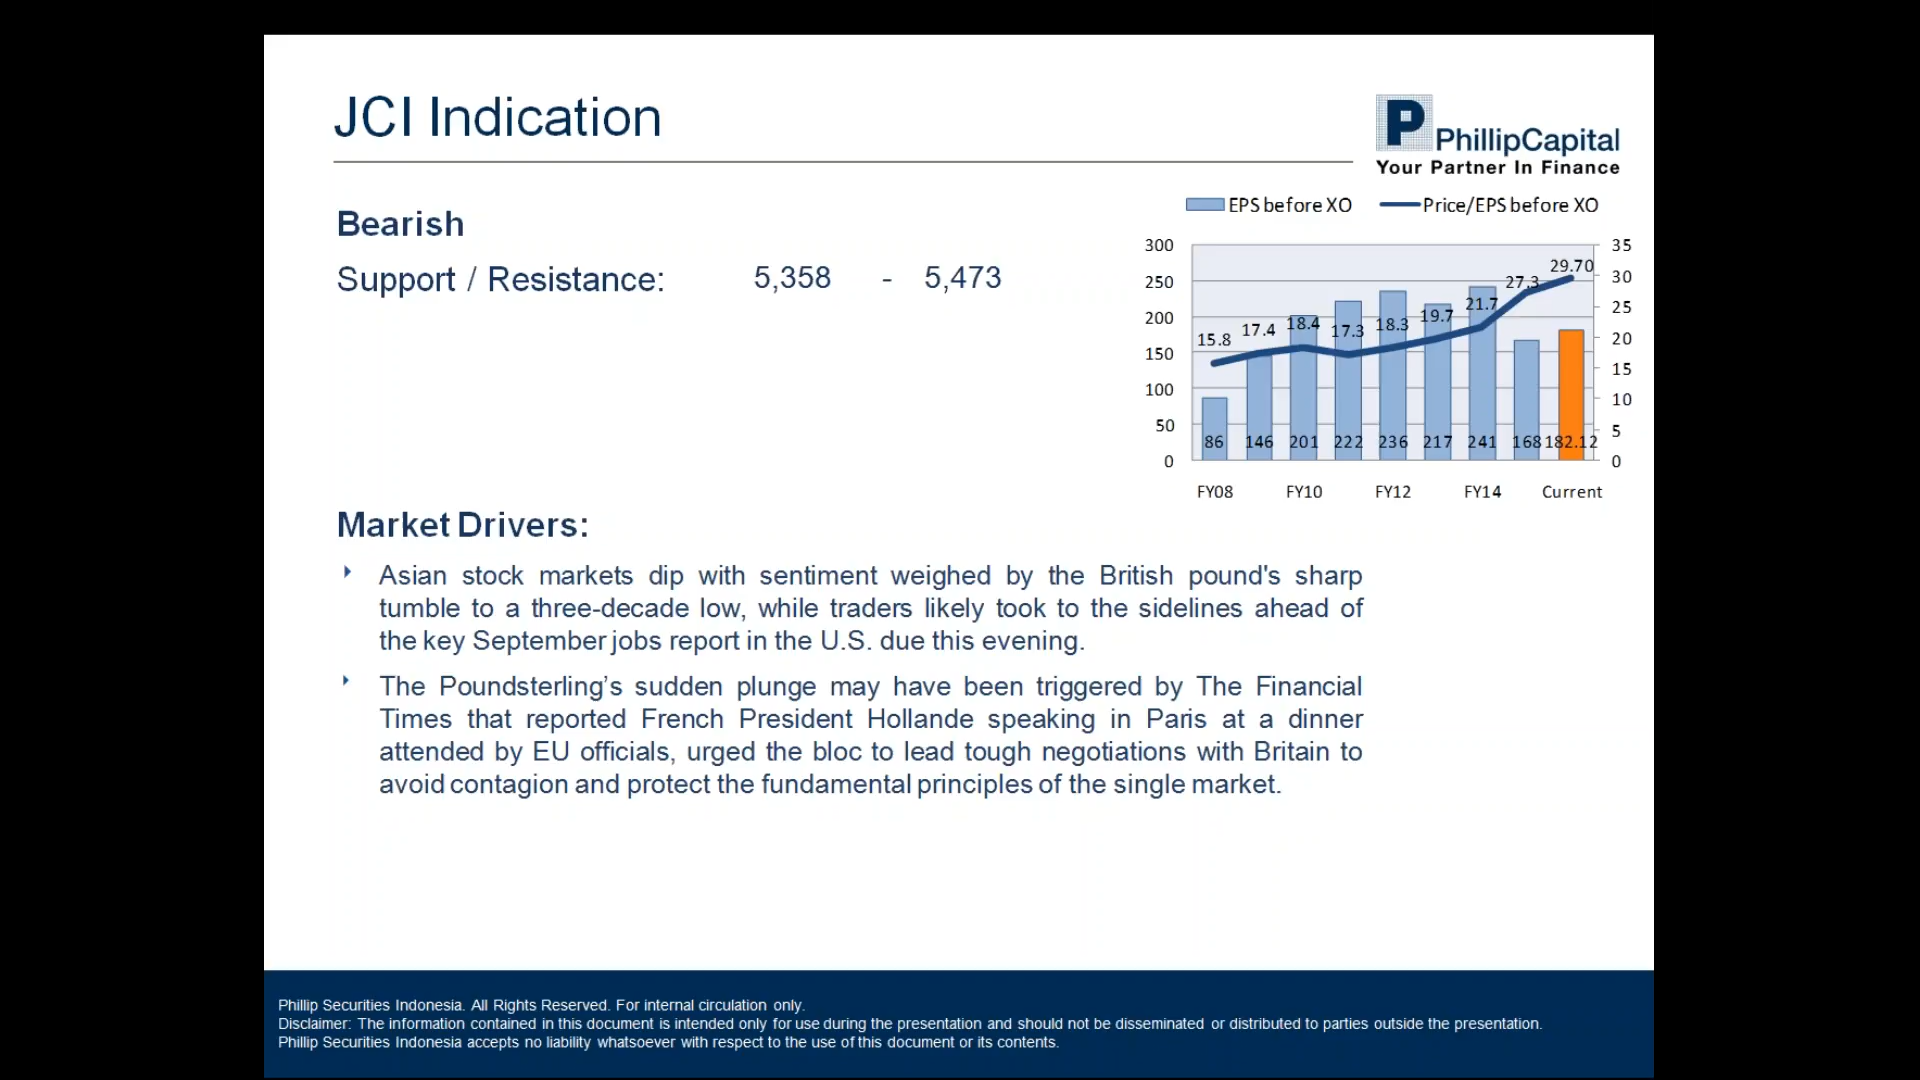 JCI Indication
P PhillipCapital
Your Partner In Finance
Bearish
Support / Resistance: 5,358 - 5,473
EPS before XO Price/EPS before XO
300 35
250 30
200 25
150 20
100 15
50 10
0 5
0
15.8 17.4 18.4 17.3 18.3 19.7 21.7 27.3 29.70
86 146 201 222 236 217 241 168 182.12
FY08 FY10 FY12 FY14 Current
Market Drivers:
Asian stock markets dip with sentiment weighed by the British pound's sharp
tumble to a three-decade low, while traders likely took to the sidelines ahead of
the key September jobs report in the U.S. due this evening.
The Poundsterling’s sudden plunge may have been triggered by The Financial
Times that reported French President Hollande speaking in Paris at a dinner
attended by EU officials, urged the bloc to lead tough negotiations with Britain to
avoid contagion and protect the fundamental principles of the single market.
Phillip Securities Indonesia. All Rights Reserved. For internal circulation only.
Disclaimer: The information contained in this document is intended only for use during the presentation and should not be disseminated or distributed to parties outside the presentation.
Phillip Securities Indonesia accepts no liability whatsoever with respect to the use of this document or its contents.